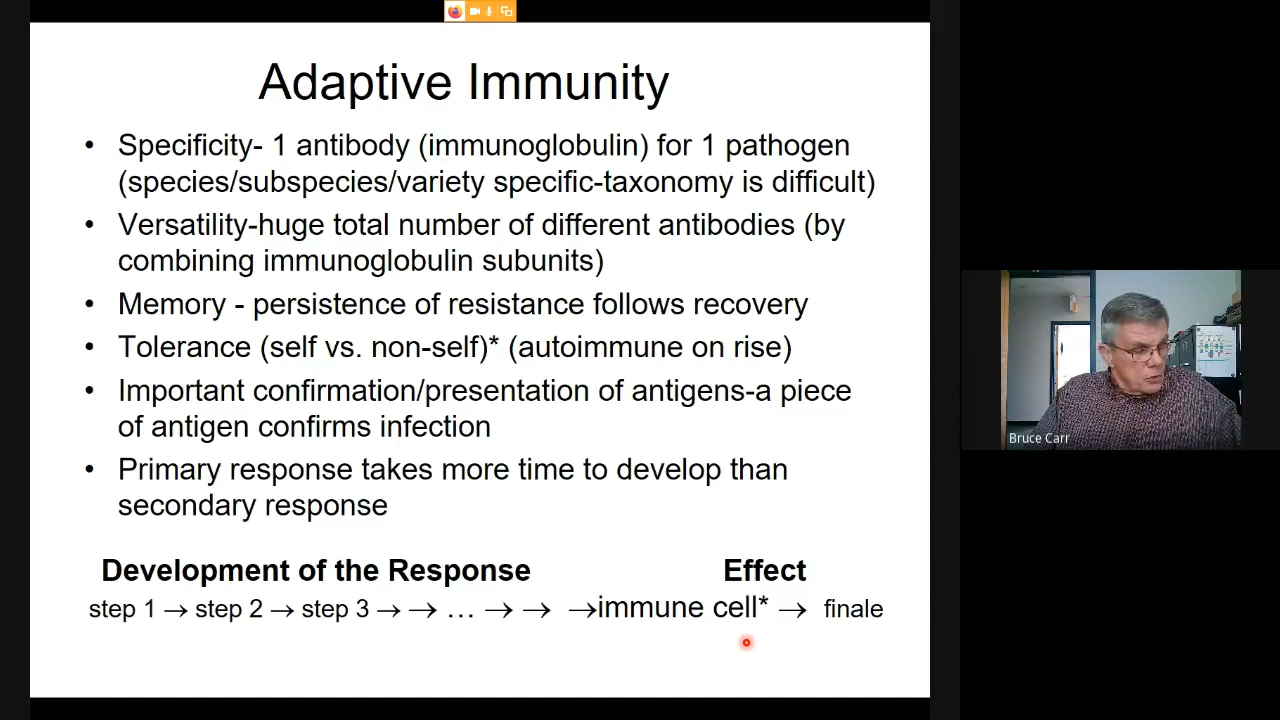 Adaptive Immunity
• Specificity- 1 antibody (immunoglobulin) for 1 pathogen
(species/subspecies/variety specific-taxonomy is difficult)
• Versatility-huge total number of different antibodies (by
combining immunoglobulin subunits)
• Memory - persistence of resistance follows recovery
• Tolerance (self vs. non-self)* (autoimmune on rise)
• Important confirmation/presentation of antigens-a piece
of antigen confirms infection
• Primary response takes more time to develop than
secondary response
Development of the Response Effect
step 1 → step 2 → step 3 → → … → → →immune cell* → finale
Bruce Carr